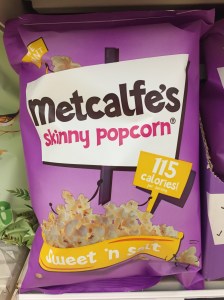 metcalfe's
skinny popcorn®
115
calories!
sweet 'n salt